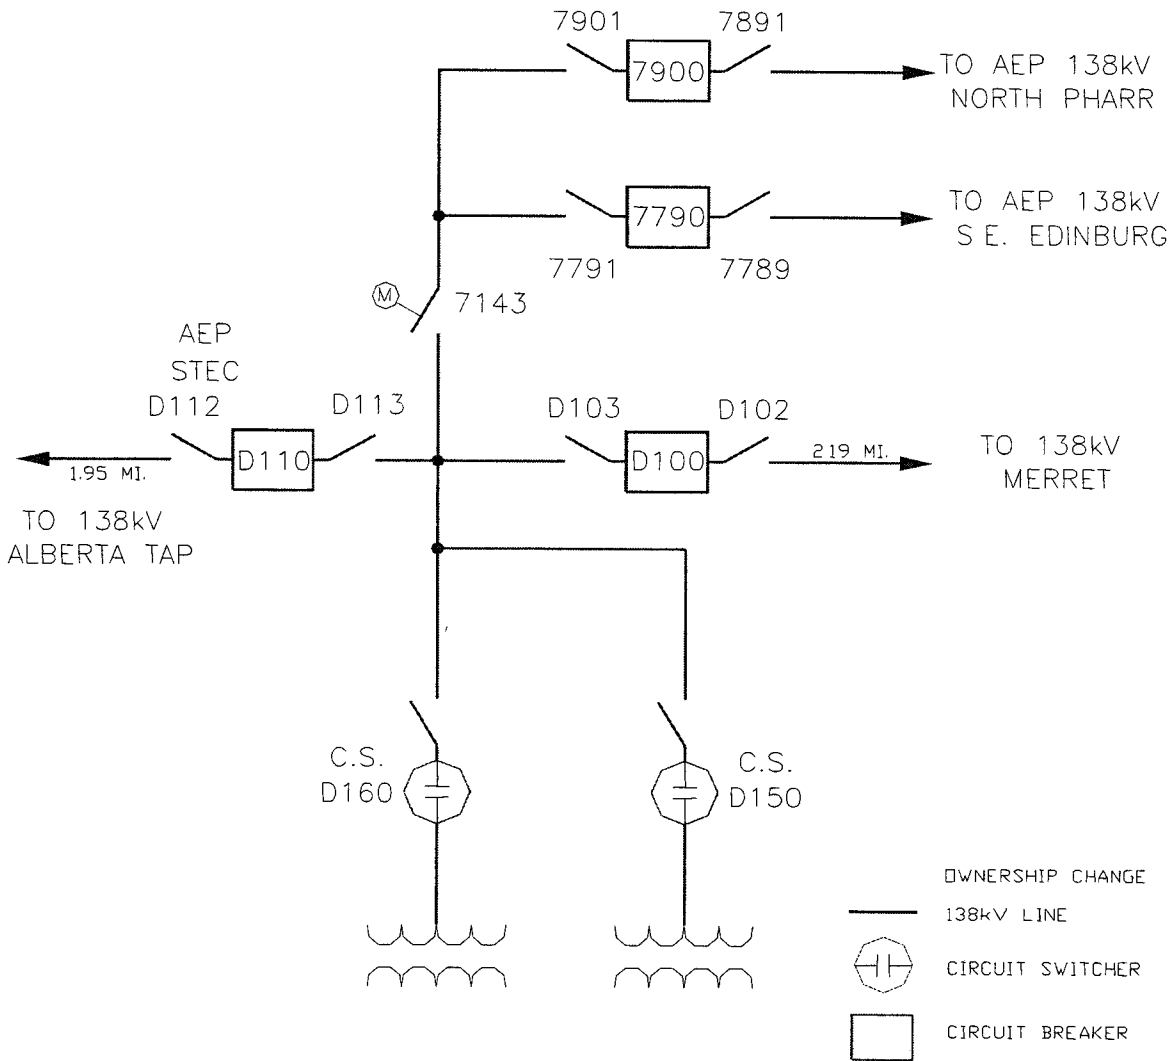 7901
7891
7900
TO AEP 138kV
NORTH PHARR
7790
TO AEP 138kV
S E. EDINBURG
7791
7789
M
7143
AEP
STEC
D112
D113
D103
D102
D110
D100
1.95 MI.
219 MI.
TO 138kV
MERRET
TO 138kV
ALBERTA TAP
C.S.
D160
C.S.
D150
OWNERSHIP CHANGE
138kV LINE
CIRCUIT SWITCHER
CIRCUIT BREAKER